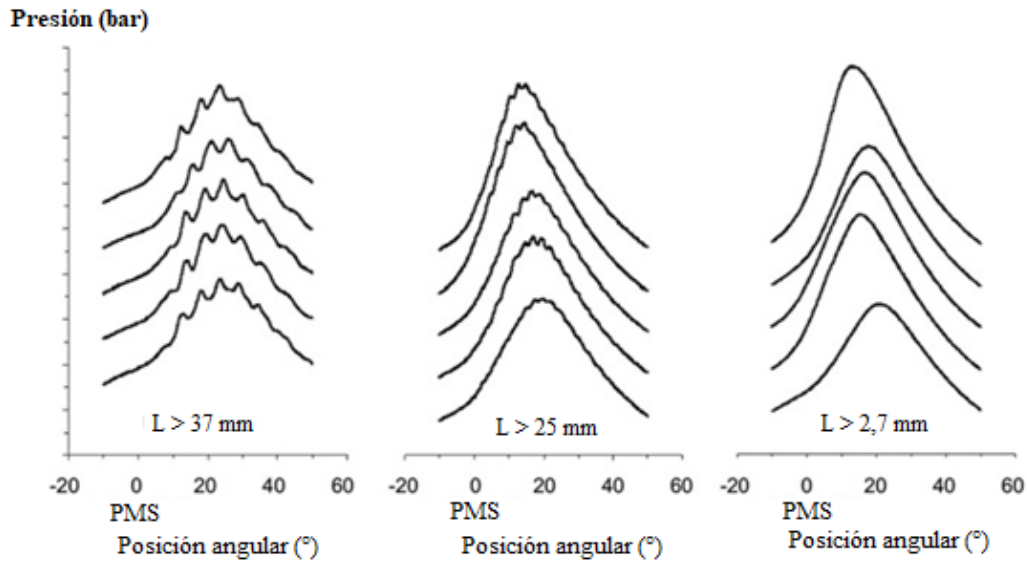 Presión (bar)
L > 37 mm
L > 25 mm
L > 2,7 mm
-20 0 20 40 60
-20 0 20 40 60
-20 0 20 40 60
PMS
PMS
PMS
Posición angular (°)
Posición angular (°)
Posición angular (°)